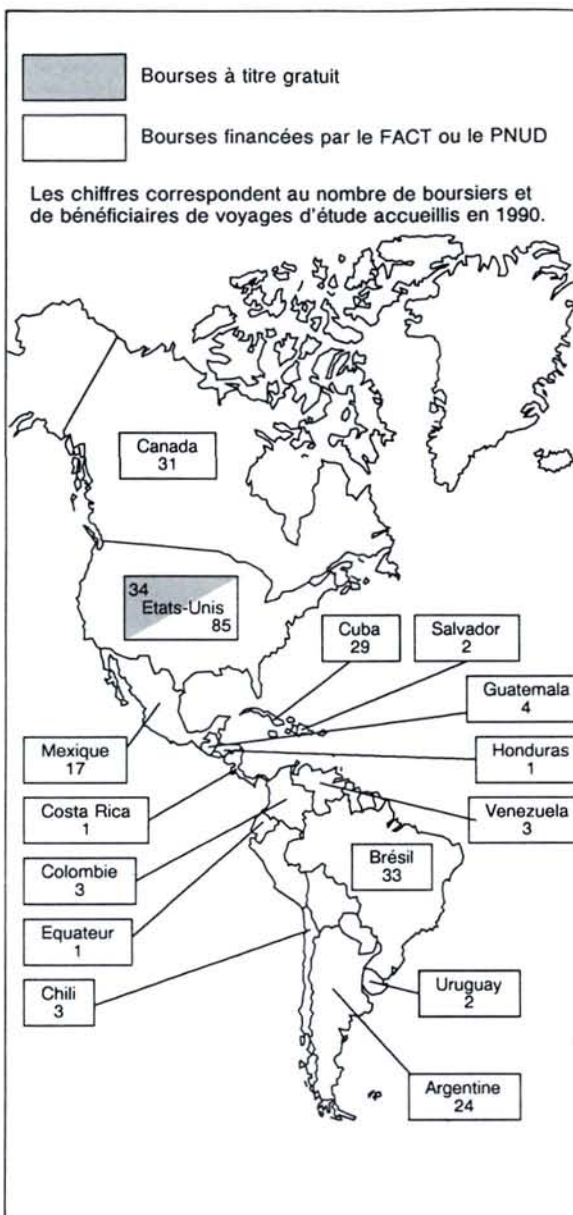 Bourses à titre gratuit
Bourses financées par le FACT ou le PNUD
Les chiffres correspondent au nombre de boursiers et
de bénéficiaires de voyages d'étude accueillis en 1990.
Canada
31
34
Etats-Unis
85
Cuba
29
Salvador
2
Guatemala
4
Mexique
17
Honduras
1
Costa Rica
1
Venezuela
3
Colombie
3
Brésil
33
Equateur
1
Chili
3
Uruguay
2
Argentine
24